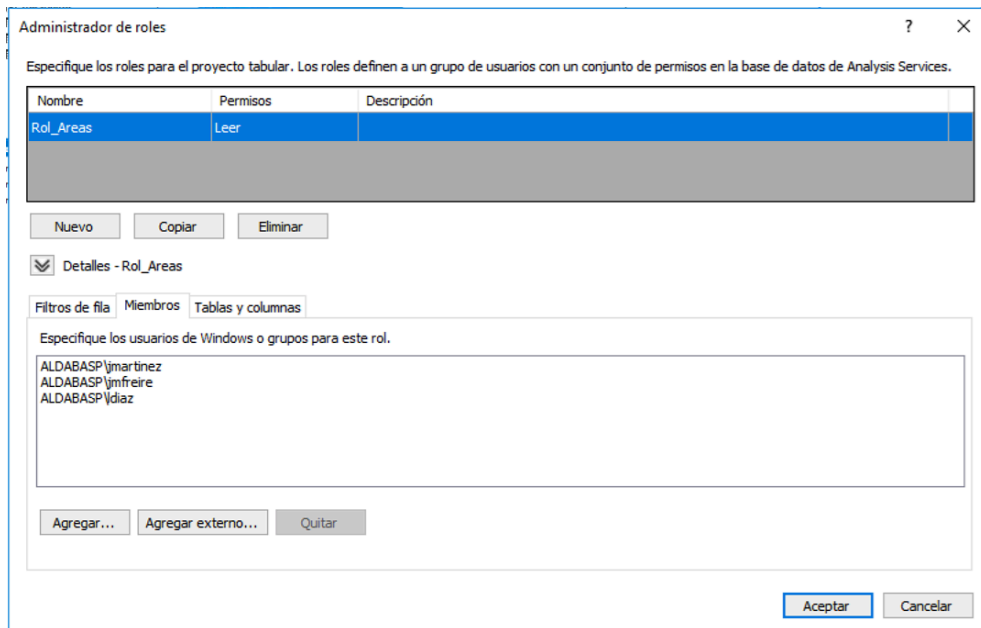 Administrador de roles
?
Especifique los roles para el proyecto tabular. Los roles definen a un grupo de usuarios con un conjunto de permisos en la base de datos de Analysis Services.
Nombre Permisos Descripción
Rol_Areas Leer
Nuevo Copiar Eliminar
Detalles - Rol_Areas
Filtros de fila Miembros Tablas y columnas
Especifique los usuarios de Windows o grupos para este rol.
ALDABASP\jmartinez
ALDABASP\jmfreire
ALDABASP\ldiaz
Agregar... Agregar externo... Quitar
Aceptar Cancelar